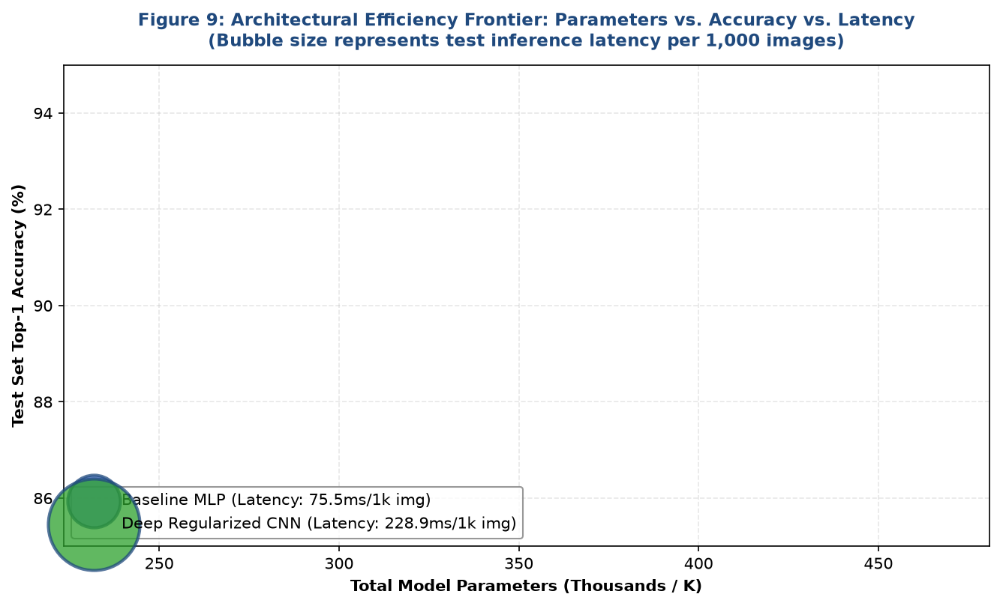 Figure 9: Architectural Efficiency Frontier: Parameters vs. Accuracy vs. Latency
(Bubble size represents test inference latency per 1,000 images)
Test Set Top-1 Accuracy (%)
94
92
90
88
86
Baseline MLP (Latency: 75.5ms/1k img)
Deep Regularized CNN (Latency: 228.9ms/1k img)
250 300 350 400 450
Total Model Parameters (Thousands / K)